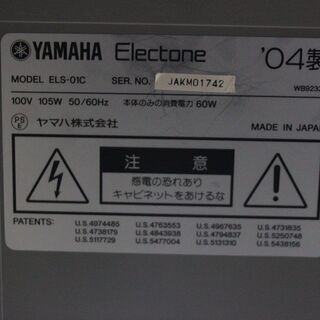 YAMAHA Electone '04製
MODEL ELS-01C SER NO. JAKM01742
100V 105W 50/60Hz 本体のみの消費電力 60W WB923
PSE ヤマハ株式会社 MADE IN JAPA
注 意
感電の恐れあり
キャビネットをあけるな
PATENTS:
U.S.4974485 U.S.4763553 U.S.4967635 U.S.4731835
U.S.4738179 U.S.4843938 U.S.4794837 U.S.5250748
U.S.5117729 U.S.5477004 U.S.5131310 U.S.5438156